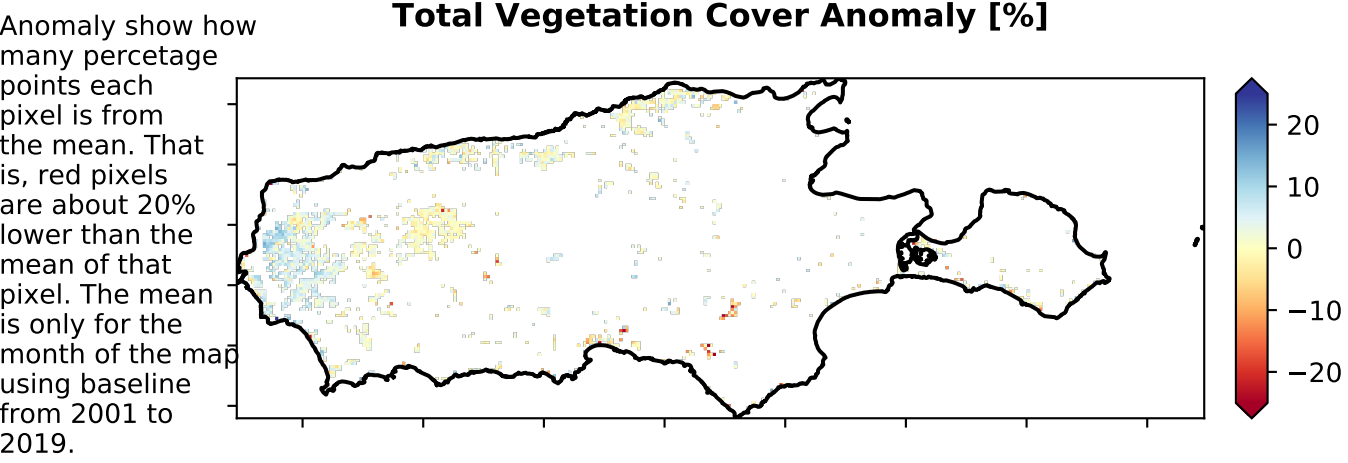 Total Vegetation Cover Anomaly [%]
Anomaly show how
many percetage
points each
pixel is from
the mean. That
is, red pixels
are about 20%
lower than the
mean of that
pixel. The mean
is only for the
month of the map
using baseline
from 2001 to
2019.
20
10
0
−10
−20